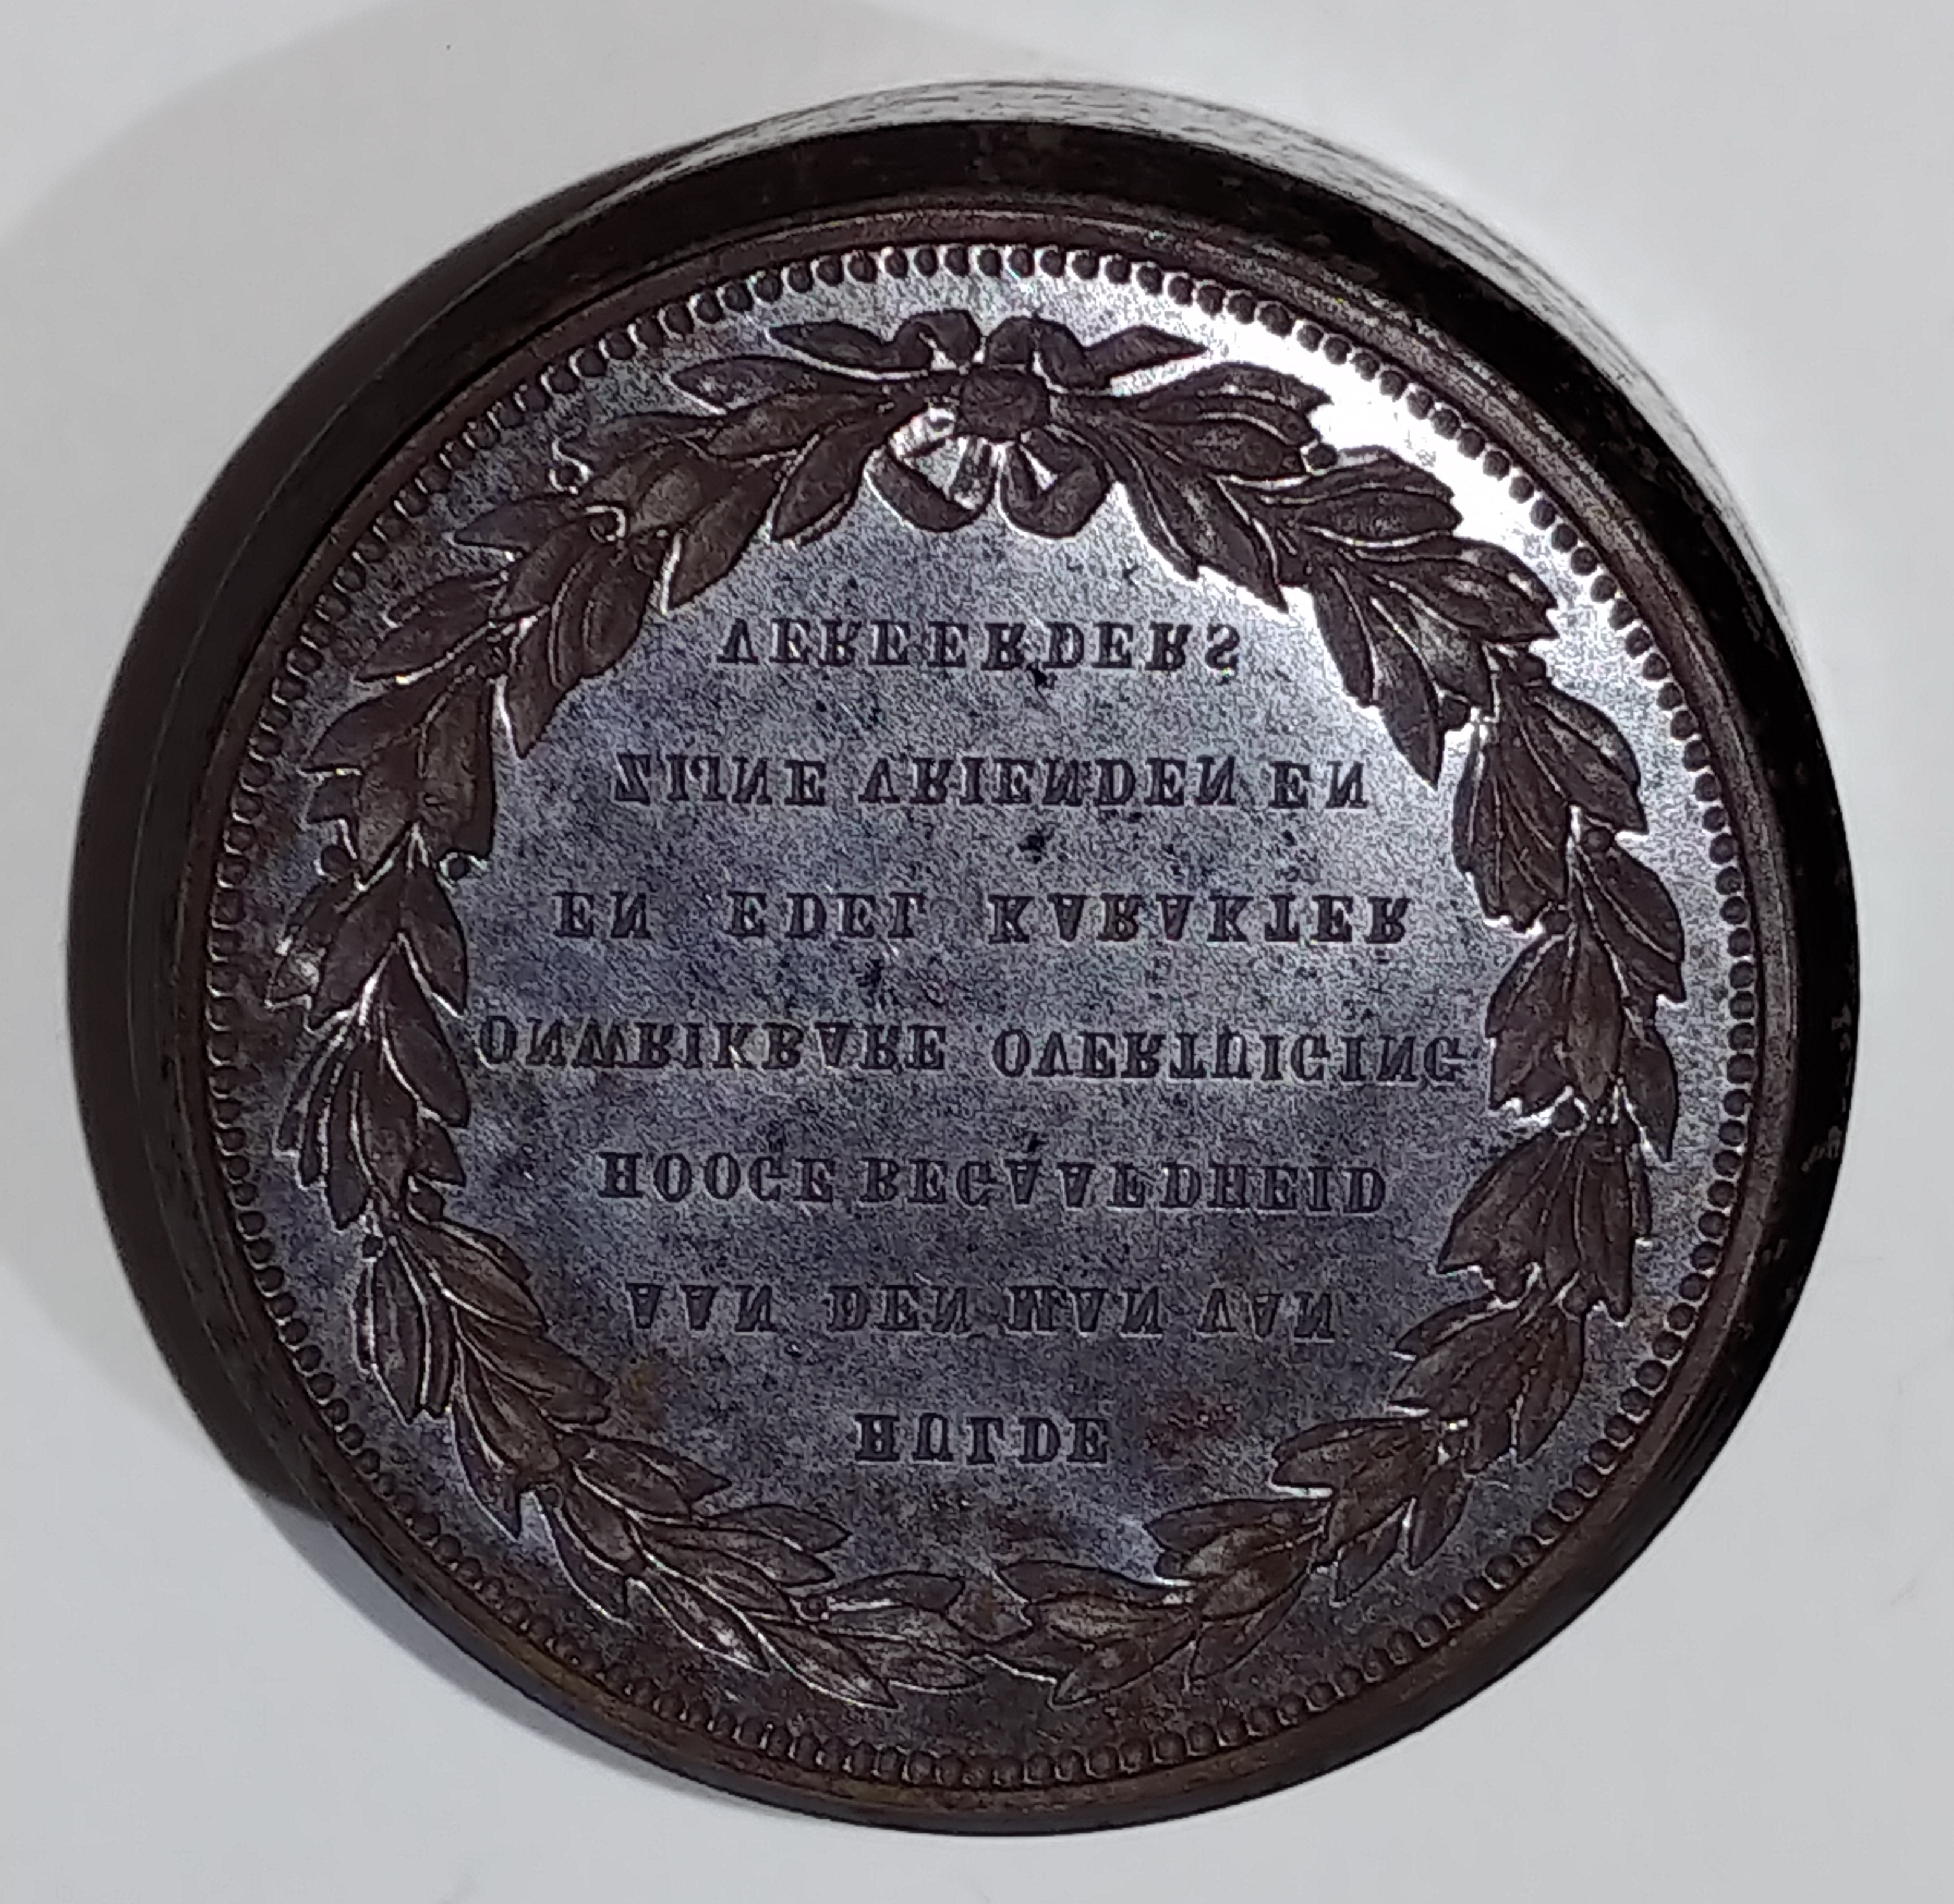 HULDE
AAN DEN MAN VAN
HOOGE BEGAAFDHEID
ONWRIKBARE OVERTUIGING
EN EDEL KARAKTER
ZIJNE VRIENDEN EN
VEREERDERS